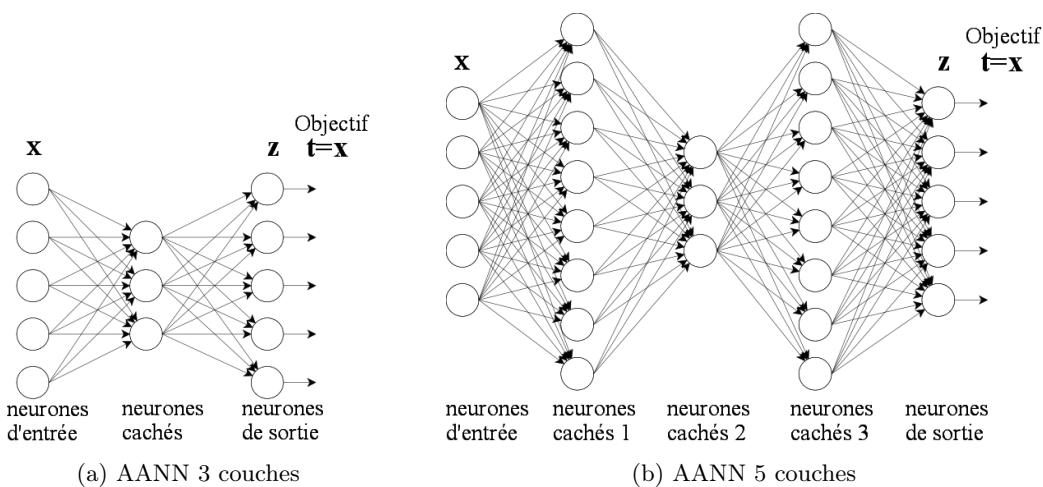 x
z
Objectif
t=x
neurones
d'entrée
neurones
cachés
neurones
de sortie
(a) AANN 3 couches
x
z
Objectif
t=x
neurones
d'entrée
neurones
cachés 1
neurones
cachés 2
neurones
cachés 3
neurones
de sortie
(b) AANN 5 couches